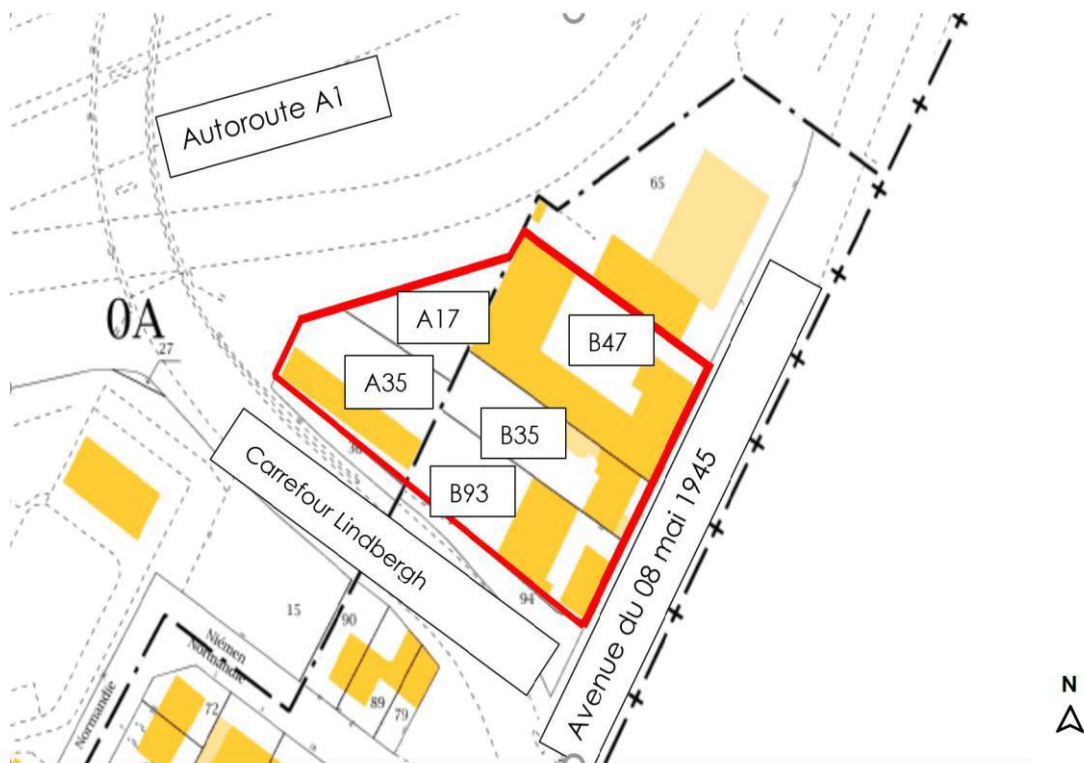 Autoroute A1
65
0A
27
A17
B47
A35
B35
36
B93
Carrefour Lindbergh
Avenue du 08 mai 1945
94
15
90
Niémen
Normandie
89
79
72
Normandie
N